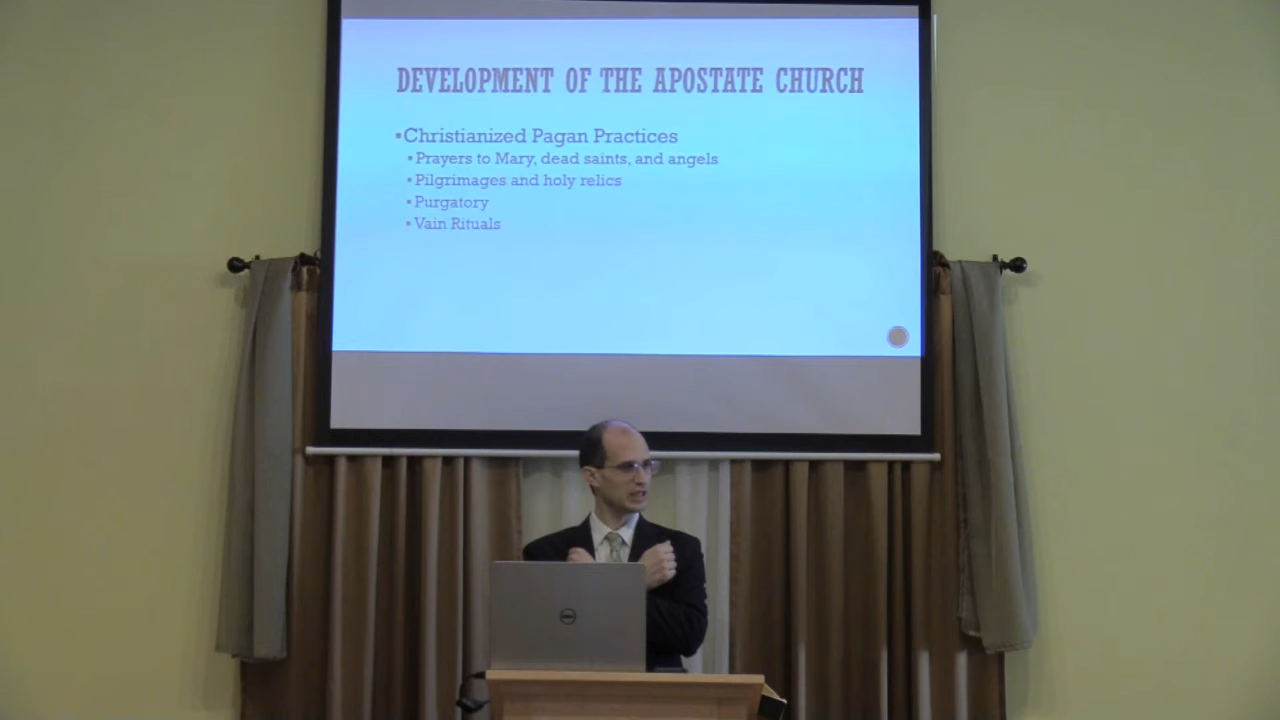 DEVELOPMENT OF THE APOSTATE CHURCH
▪Christianized Pagan Practices
▪Prayers to Mary, dead saints, and angels
▪Pilgrimages and holy relics
▪Purgatory
▪Vain Rituals
DELL